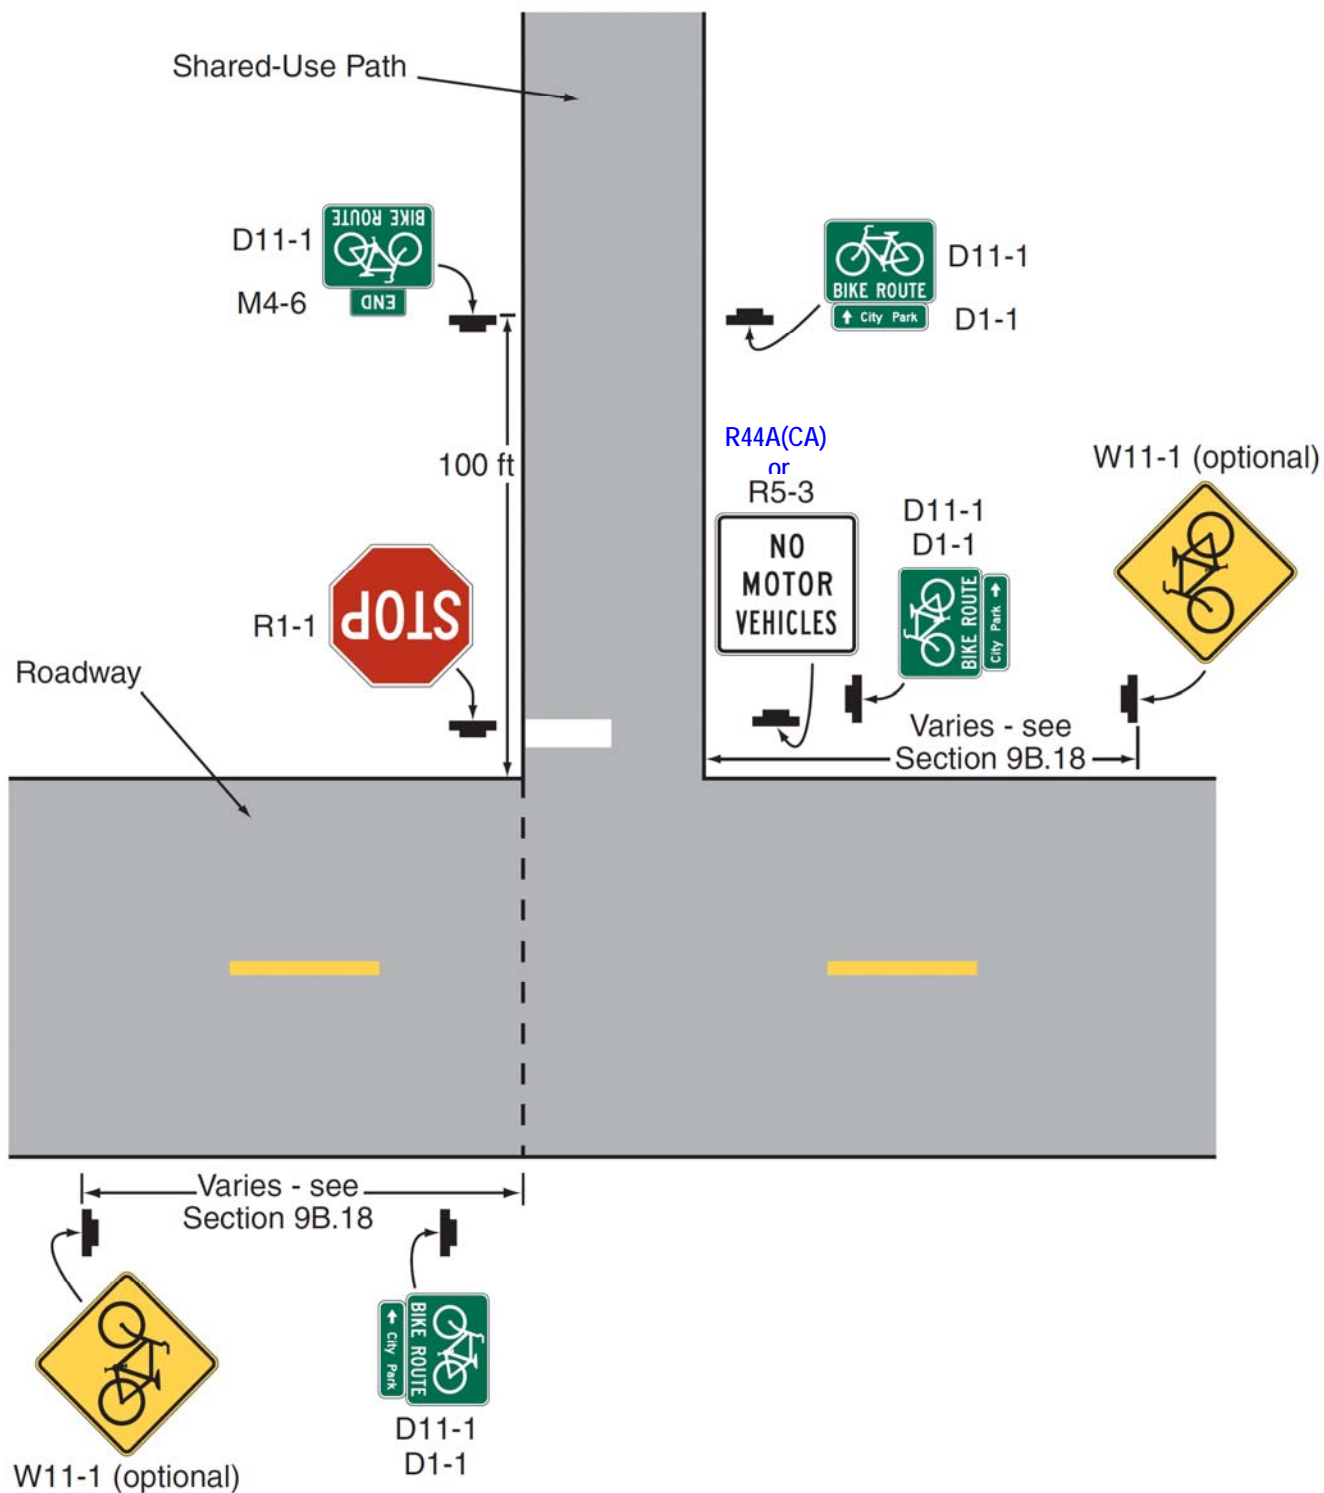 Shared-Use Path
D11-1
BIKE ROUTE
M4-6
END
BIKE ROUTE
D11-1
↑ City Park
D1-1
100 ft
R44A(CA)
or
R5-3
NO
MOTOR
VEHICLES
D11-1
D1-1
BIKE ROUTE
City Park →
W11-1 (optional)
R1-1
STOP
Roadway
Varies - see
Section 9B.18
Varies - see
Section 9B.18
BIKE ROUTE
← City Park
D11-1
D1-1
W11-1 (optional)